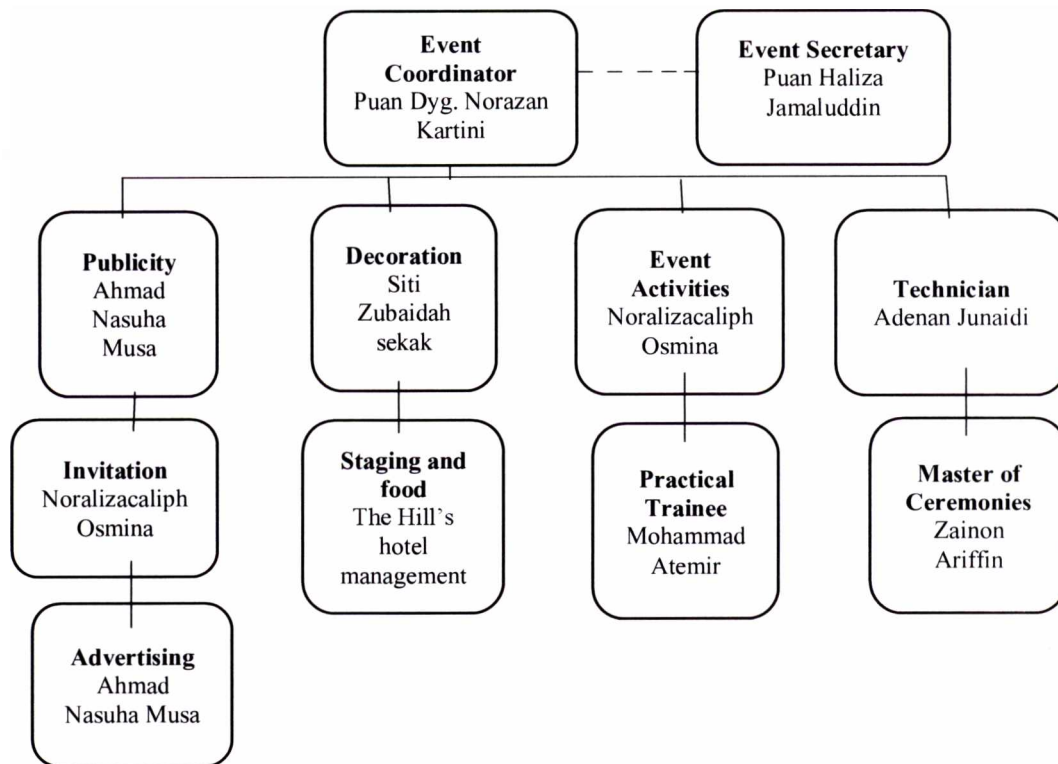 Event
Coordinator
Puan Dyg. Norazan
Kartini
Event Secretary
Puan Haliza
Jamaluddin
Publicity
Ahmad
Nasuha
Musa
Decoration
Siti
Zubaidah
sekak
Event
Activities
Noralizacaliph
Osmina
Technician
Adenan Junaidi
Invitation
Noralizacaliph
Osmina
Staging and
food
The Hill's
hotel
management
Practical
Trainee
Mohammad
Atemir
Master of
Ceremonies
Zainon
Ariffin
Advertising
Ahmad
Nasuha Musa